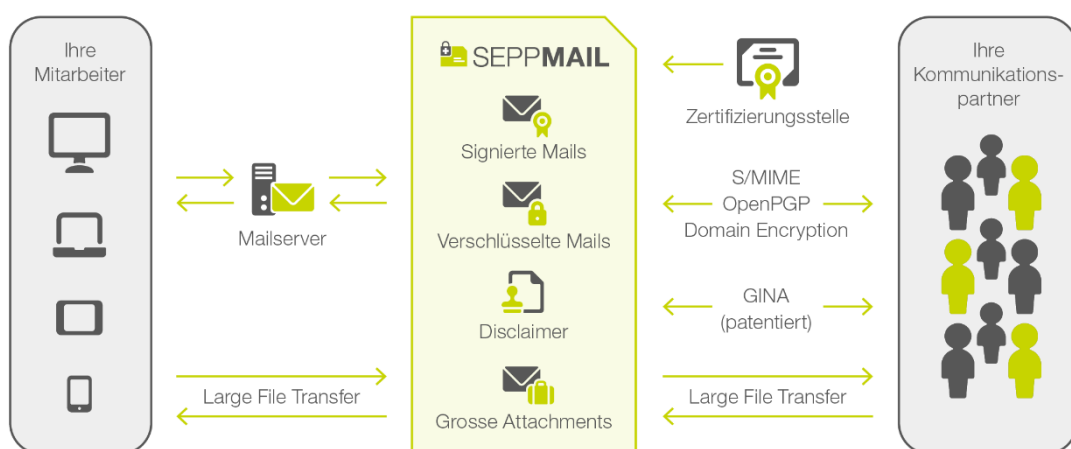 Ihre
Mitarbeiter
Mailserver
Large File Transfer
SEPPMAIL
Signierte Mails
Verschlüsselte Mails
Disclaimer
Grosse Attachments
Zertifizierungsstelle
S/MIME
OpenPGP
Domain Encryption
GINA
(patentiert)
Large File Transfer
Ihre
Kommunikations-
partner